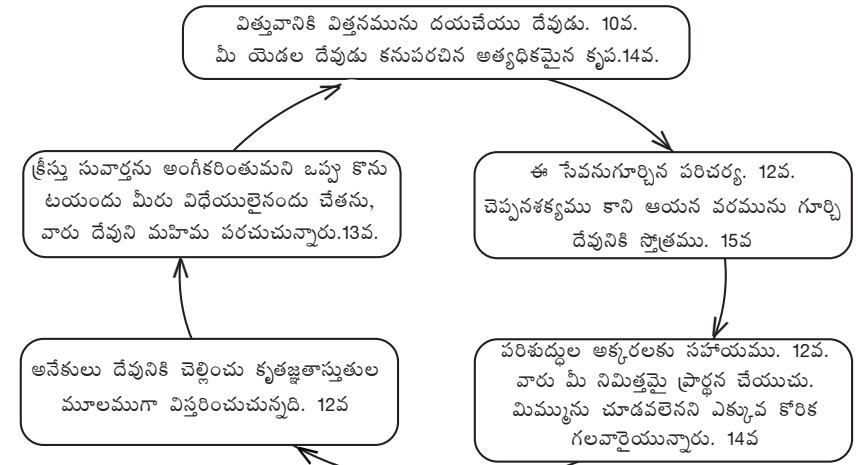 విత్తువానికి విత్తనమును దయచేయు దేవుడు. 10వ.
మీ యెడల దేవుడు కనుపరచిన అత్యధికమైన కృప.14వ.
ఈ సేవనుగూర్చిన పరిచర్య. 12వ.
చెప్పనశక్యము కాని ఆయన వరమును గూర్చి
దేవునికి స్తోత్రము. 15వ
పరిశుద్ధుల అక్కరలకు సహాయము. 12వ.
వారు మీ నిమిత్తమై ప్రార్థన చేయుచు.
మిమ్మును చూడవలెనని ఎక్కువ కోరిక
గలవారైయున్నారు. 14వ
అనేకులు దేవునికి చెల్లించు కృతజ్ఞతాస్తుతుల
మూలముగా విస్తరించుచున్నది. 12వ
క్రీస్తు సువార్తను అంగీకరింతుమని ఒప్పు కొను
టయందు మీరు విధేయులైనందు చేతను,
వారు దేవుని మహిమ పరచుచున్నారు.13వ.